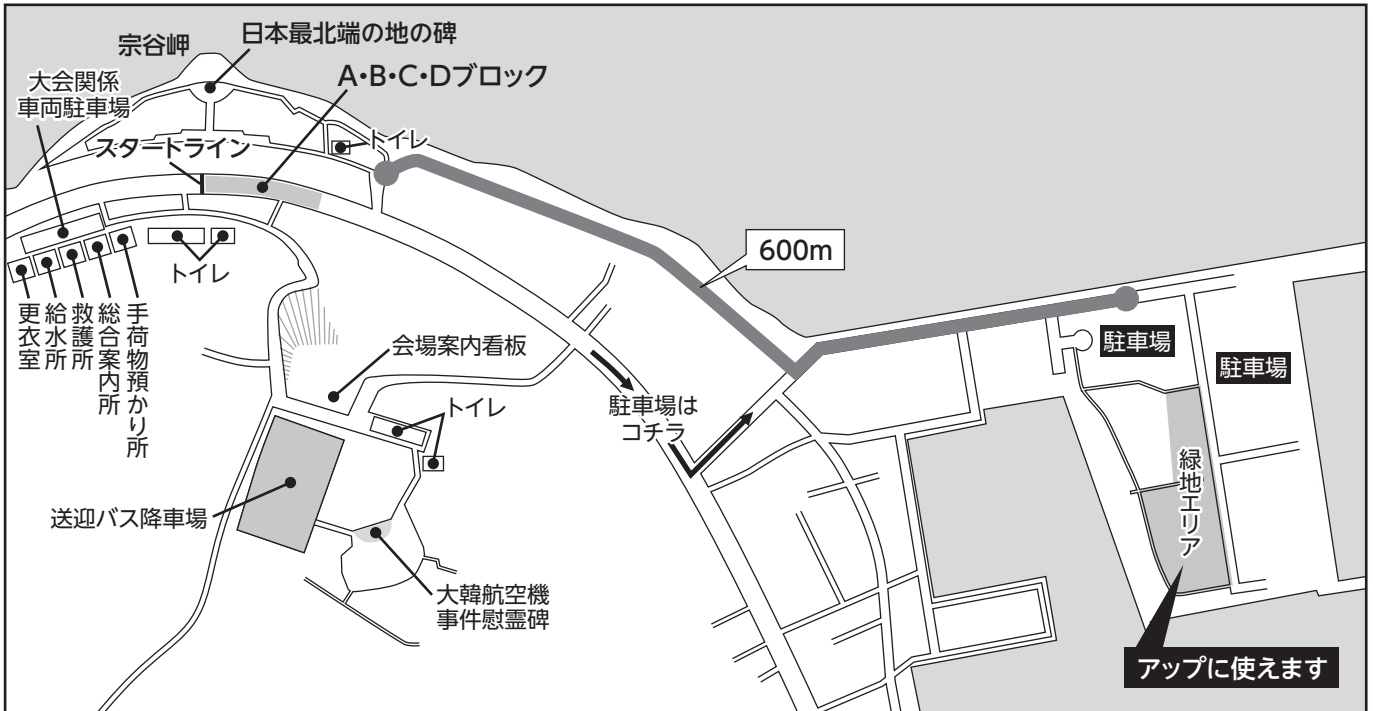 日本最北端の地の碑
宗谷岬
A・B・C・Dブロック
大会関係
車両駐車場
トイレ
スタートライン
600m
トイレ
更衣室
給水所
救護所
総合案内所
手荷物預かり所
会場案内看板
駐車場
駐車場
トイレ
駐車場は
コチラ
緑地エリア
送迎バス降車場
大韓航空機
事件慰霊碑
アップに使えます